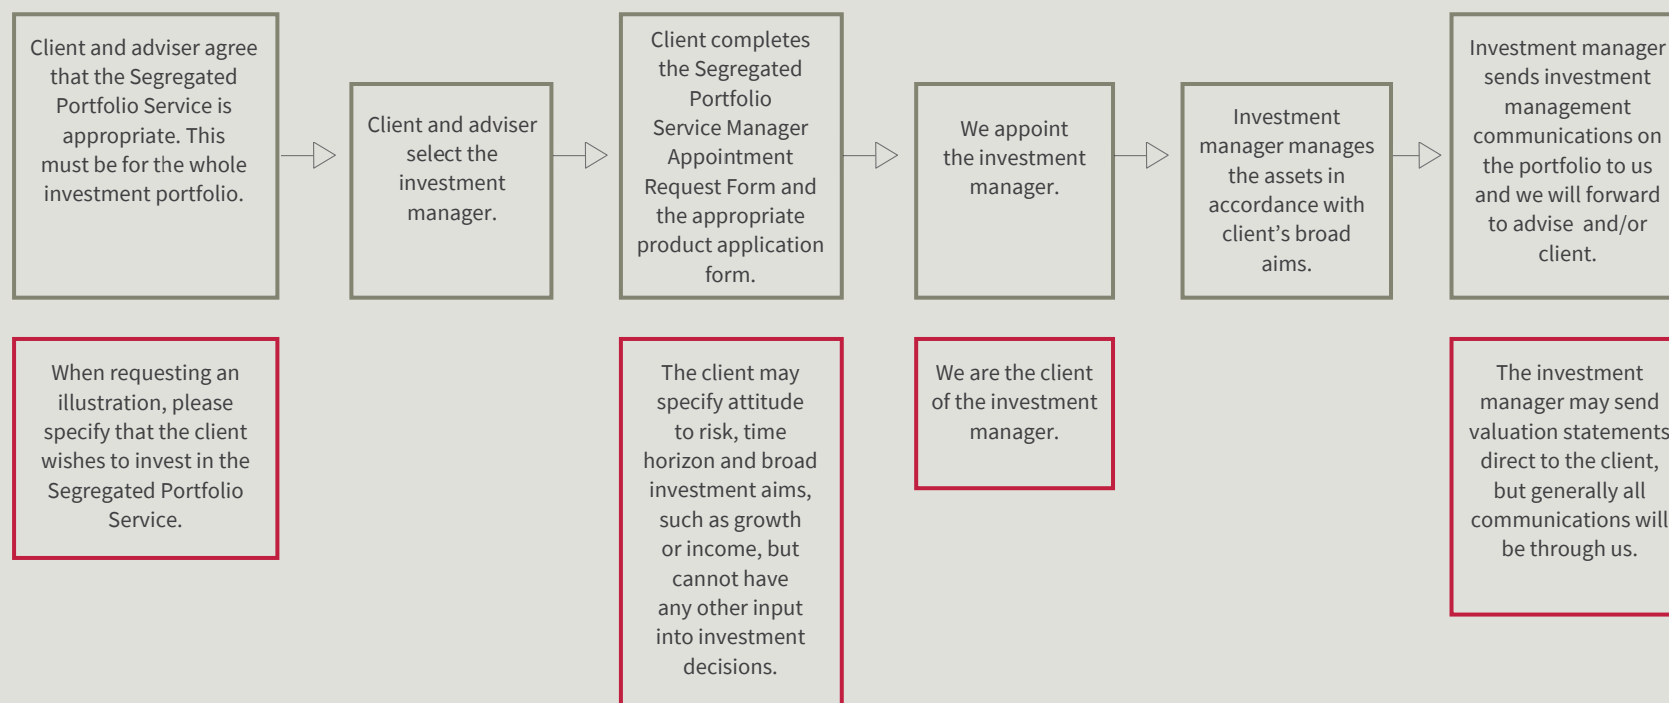 Client and adviser agree
that the Segregated
Portfolio Service is
appropriate. This
must be for the whole
investment portfolio.
Client and adviser
select the
investment
manager.
Client completes
the Segregated
Portfolio
Service Manager
Appointment
Request Form and
the appropriate
product application
form.
We appoint
the investment
manager.
Investment
manager manages
the assets in
accordance with
client’s broad
aims.
Investment manager
sends investment
management
communications on
the portfolio to us
and we will forward
to advise and/or
client.
When requesting an
illustration, please
specify that the client
wishes to invest in the
Segregated Portfolio
Service.
The client may
specify attitude
to risk, time
horizon and broad
investment aims,
such as growth
or income, but
cannot have
any other input
into investment
decisions.
We are the client
of the investment
manager.
The investment
manager may send
valuation statements
direct to the client,
but generally all
communications will
be through us.